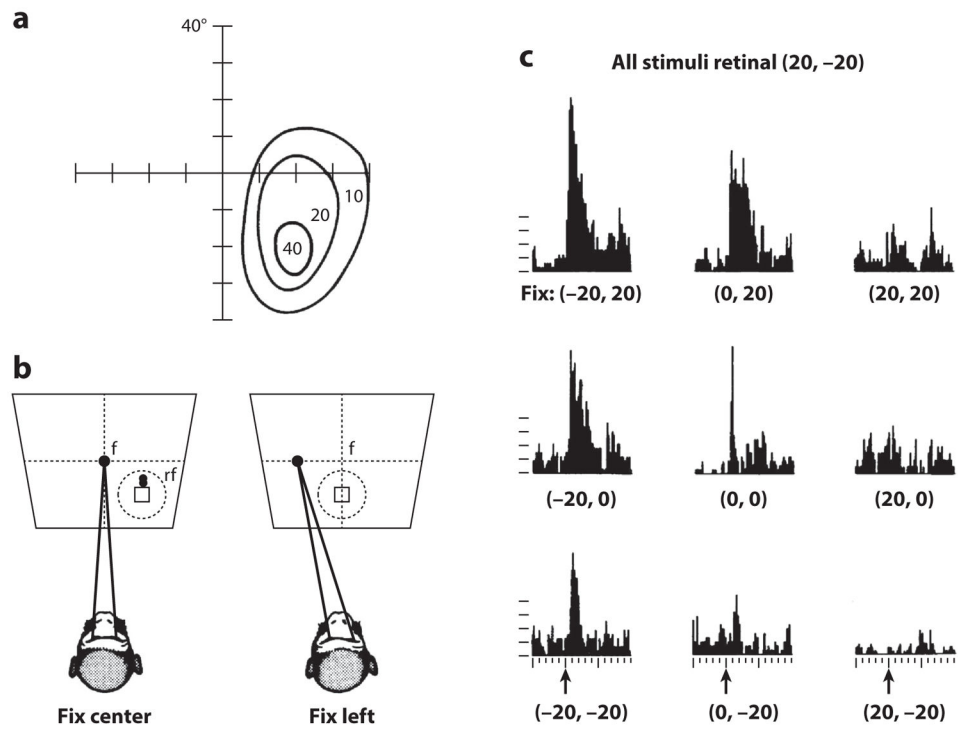 a
40°
10
20
40
b
f
rf
Fix center
f
Fix left
c
All stimuli retinal (20, –20)
Fix: (–20, 20)
(0, 20)
(20, 20)
(–20, 0)
(0, 0)
(20, 0)
(–20, –20)
(0, –20)
(20, –20)